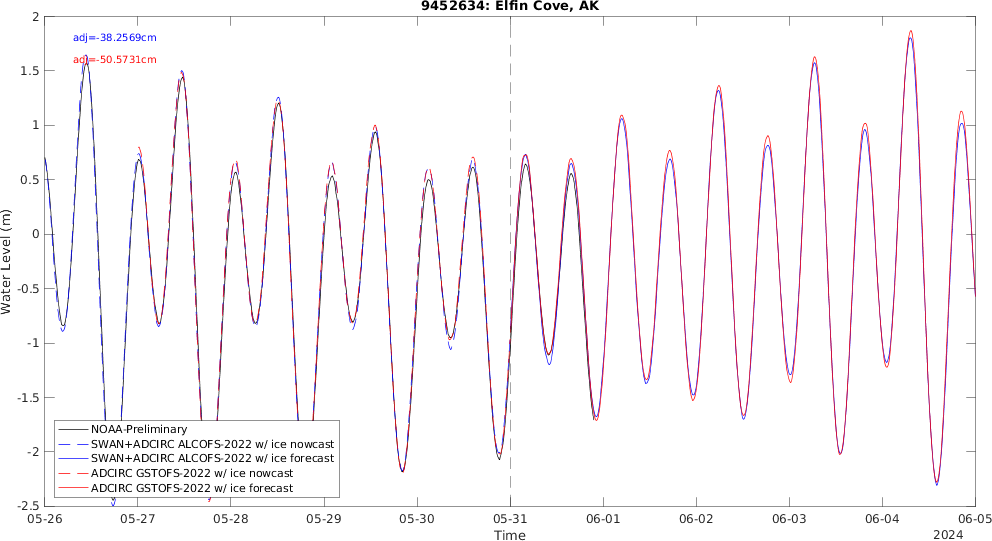 9452634: Elfin Cove, AK
adj=-38.2569cm
adj=-50.5731cm
Water Level (m)
2
1.5
1
0.5
0
-0.5
-1
-1.5
-2
-2.5
NOAA-Preliminary
SWAN+ADCIRC ALCOFS-2022 w/ ice nowcast
SWAN+ADCIRC ALCOFS-2022 w/ ice forecast
ADCIRC GSTOFS-2022 w/ ice nowcast
ADCIRC GSTOFS-2022 w/ ice forecast
05-26 05-27 05-28 05-29 05-30 05-31 06-01 06-02 06-03 06-04 06-05
Time
2024